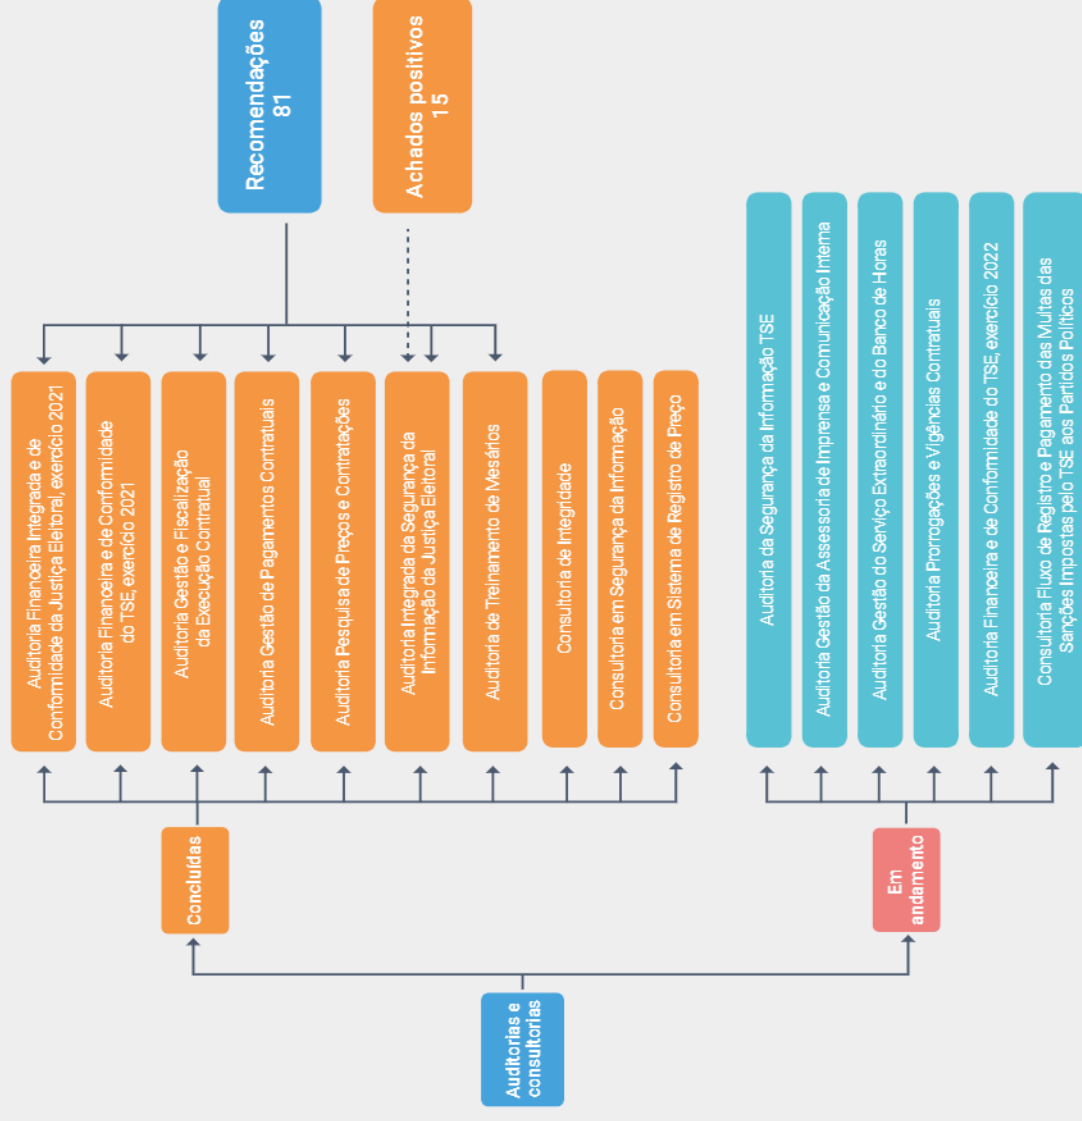 Auditorias e
consultorias
Concluídas
Auditoria Financeira Integrada e de
Conformidade da Justiça Eleitoral, exercício 2021
Auditoria Financeira e de Conformidade
do TSE, exercício 2021
Auditoria Gestão e Fiscalização
da Execução Contratual
Auditoria Gestão de Pagamentos Contratuais
Auditoria Pesquisa de Preços e Contratações
Auditoria Integrada da Segurança da
Informação da Justiça Eleitoral
Auditoria de Treinamento de Mesários
Consultoria de Integridade
Consultoria em Segurança da Informação
Consultoria em Sistema de Registro de Preço
Recomendações
81
Achados positivos
15
Em
andamento
Auditoria da Segurança da Informação TSE
Auditoria Gestão da Assessoria de Imprensa e Comunicação Interna
Auditoria Gestão do Serviço Extraordinário e do Banco de Horas
Auditoria Prorrogações e Vigências Contratuais
Auditoria Financeira e de Conformidade do TSE, exercício 2022
Consultoria Fluxo de Registro e Pagamento das Multas das
Sanções Impostas pelo TSE aos Partidos Políticos